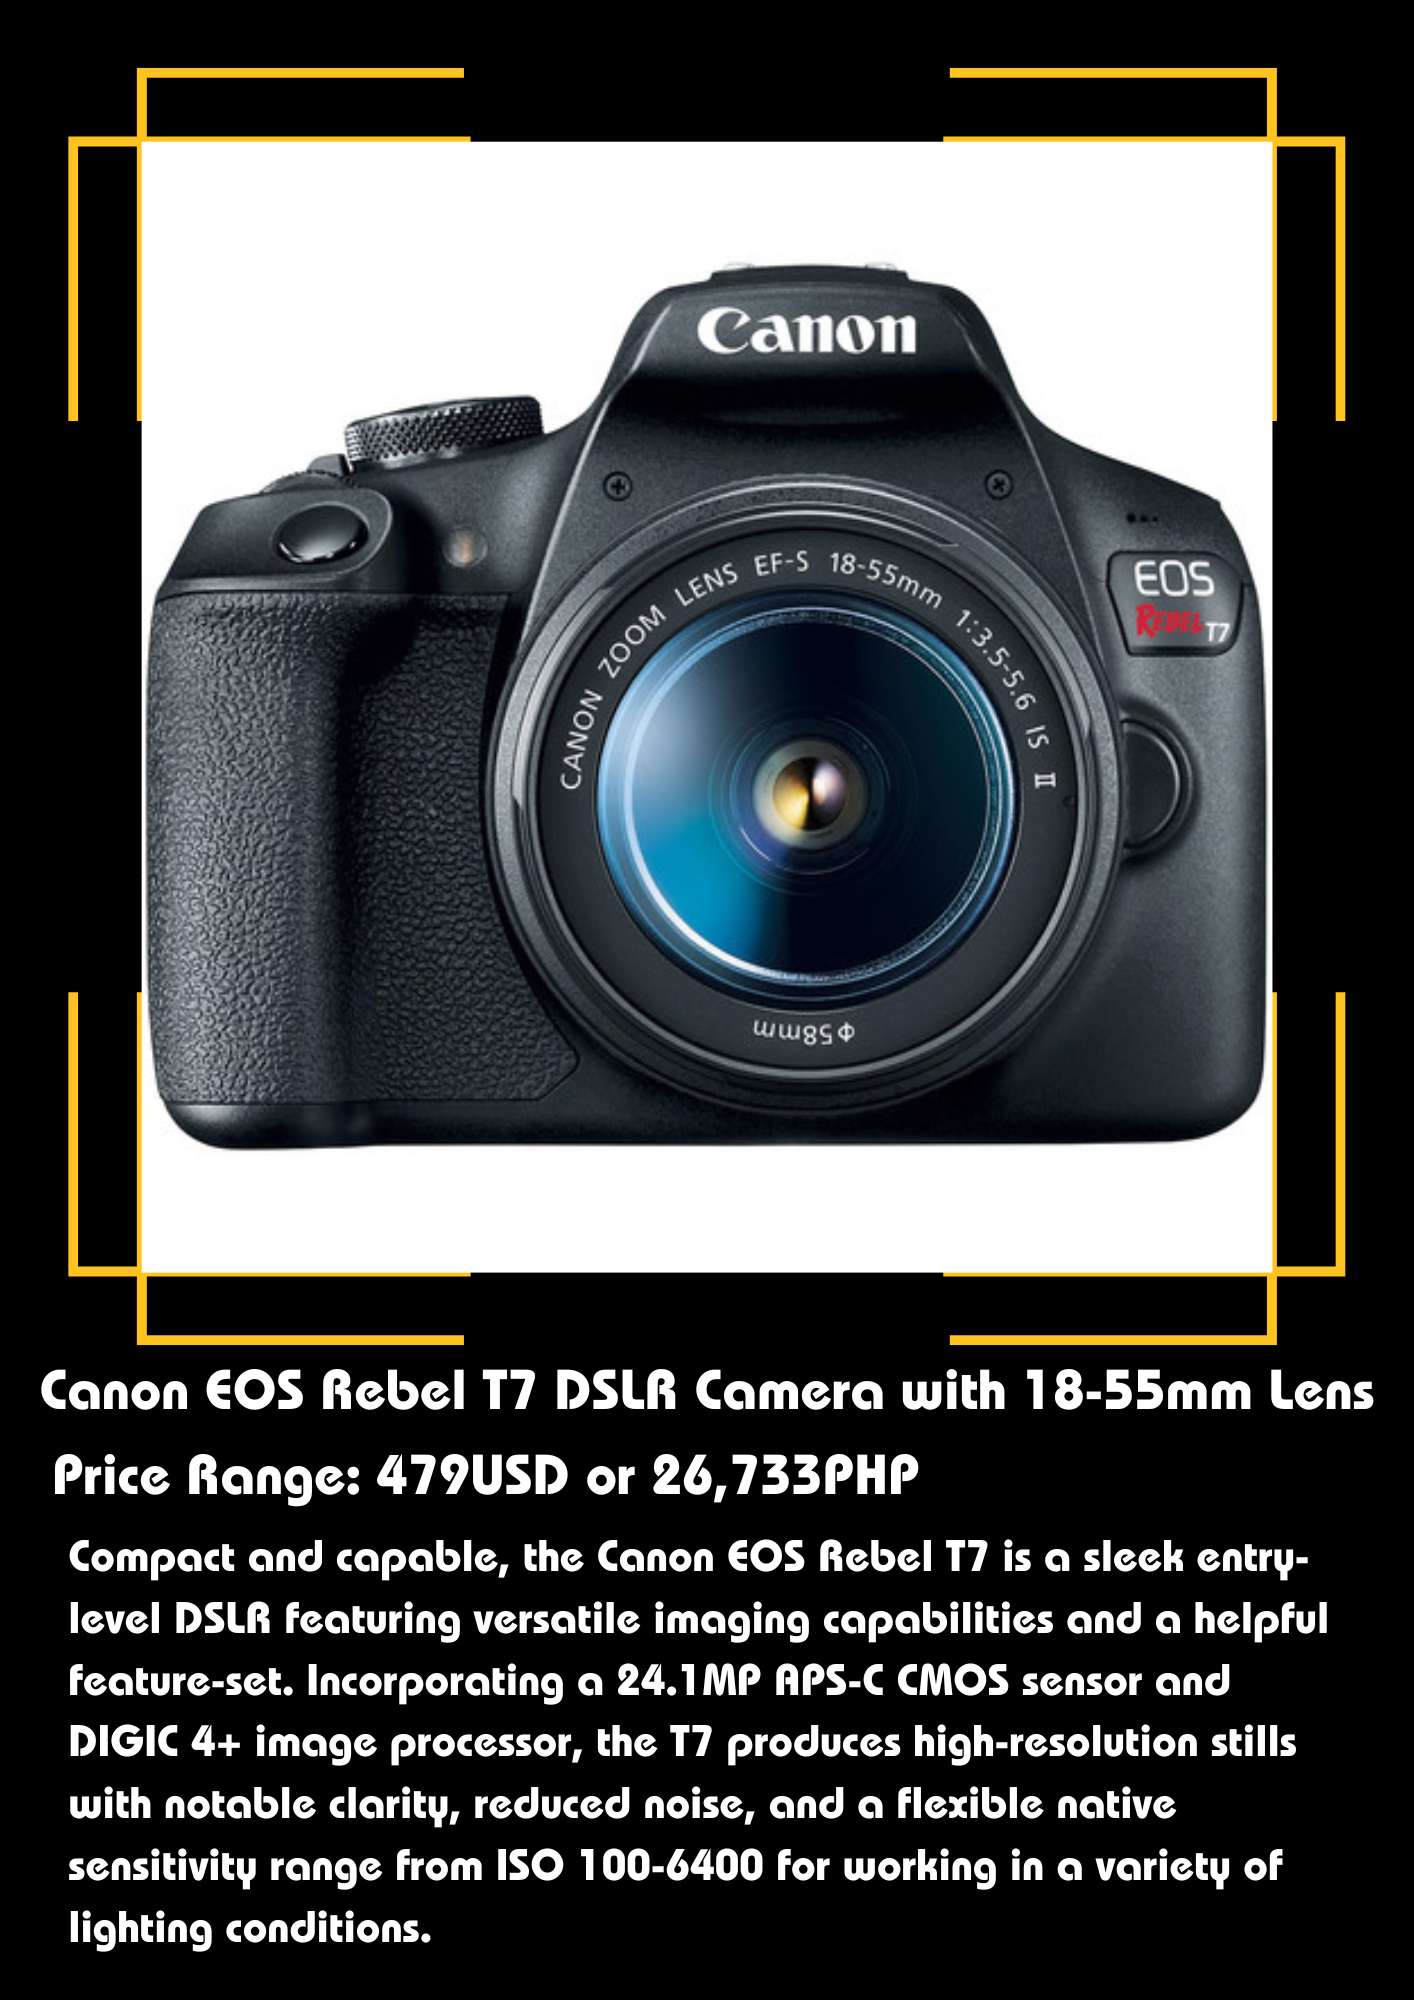 Canon
EOS
REBEL T7
CANON ZOOM LENS EF-S 18-55mm 1:3.5-5.6 IS II
Φ58mm
Canon EOS Rebel T7 DSLR Camera with 18-55mm Lens
Price Range: 479USD or 26,733PHP
Compact and capable, the Canon EOS Rebel T7 is a sleek entry-
level DSLR featuring versatile imaging capabilities and a helpful
feature-set. Incorporating a 24.1MP APS-C CMOS sensor and
DIGIC 4+ image processor, the T7 produces high-resolution stills
with notable clarity, reduced noise, and a flexible native
sensitivity range from ISO 100-6400 for working in a variety of
lighting conditions.